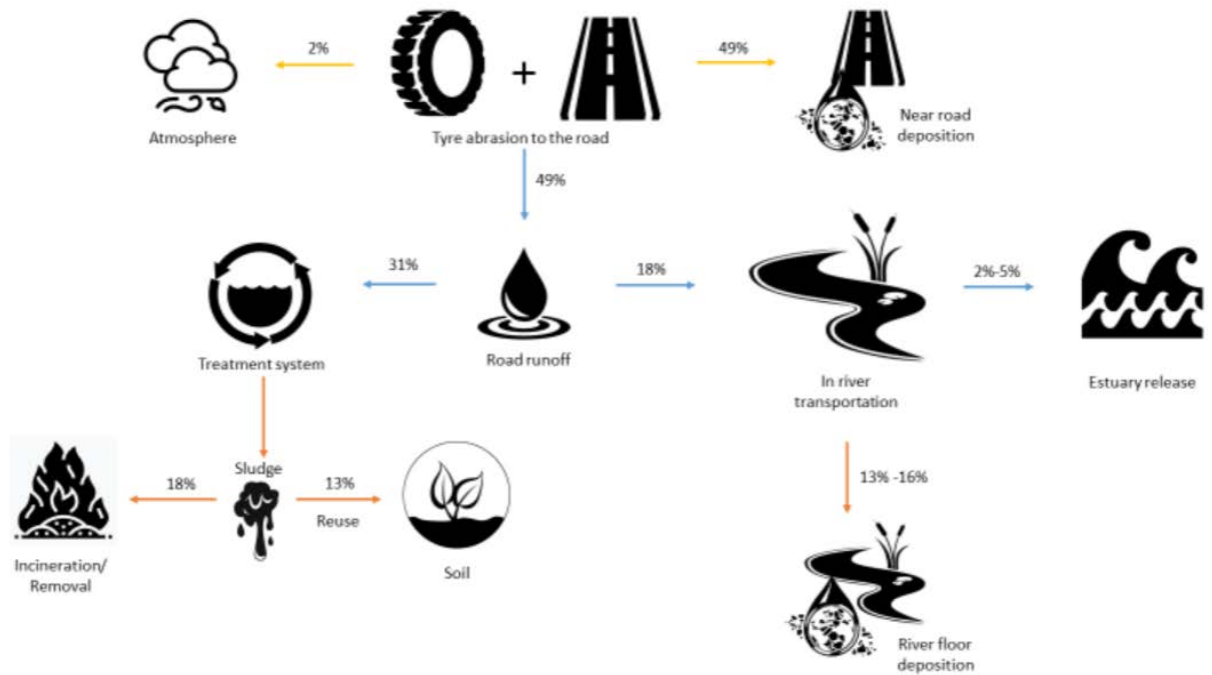 2%
49%
+
Atmosphere
Tyre abrasion to the road
Near road
deposition
49%
31%
18%
2%-5%
Treatment system
Road runoff
In river
transportation
Estuary release
Sludge
18%
13%
Reuse
13% -16%
Incineration/
Removal
Soil
River floor
deposition